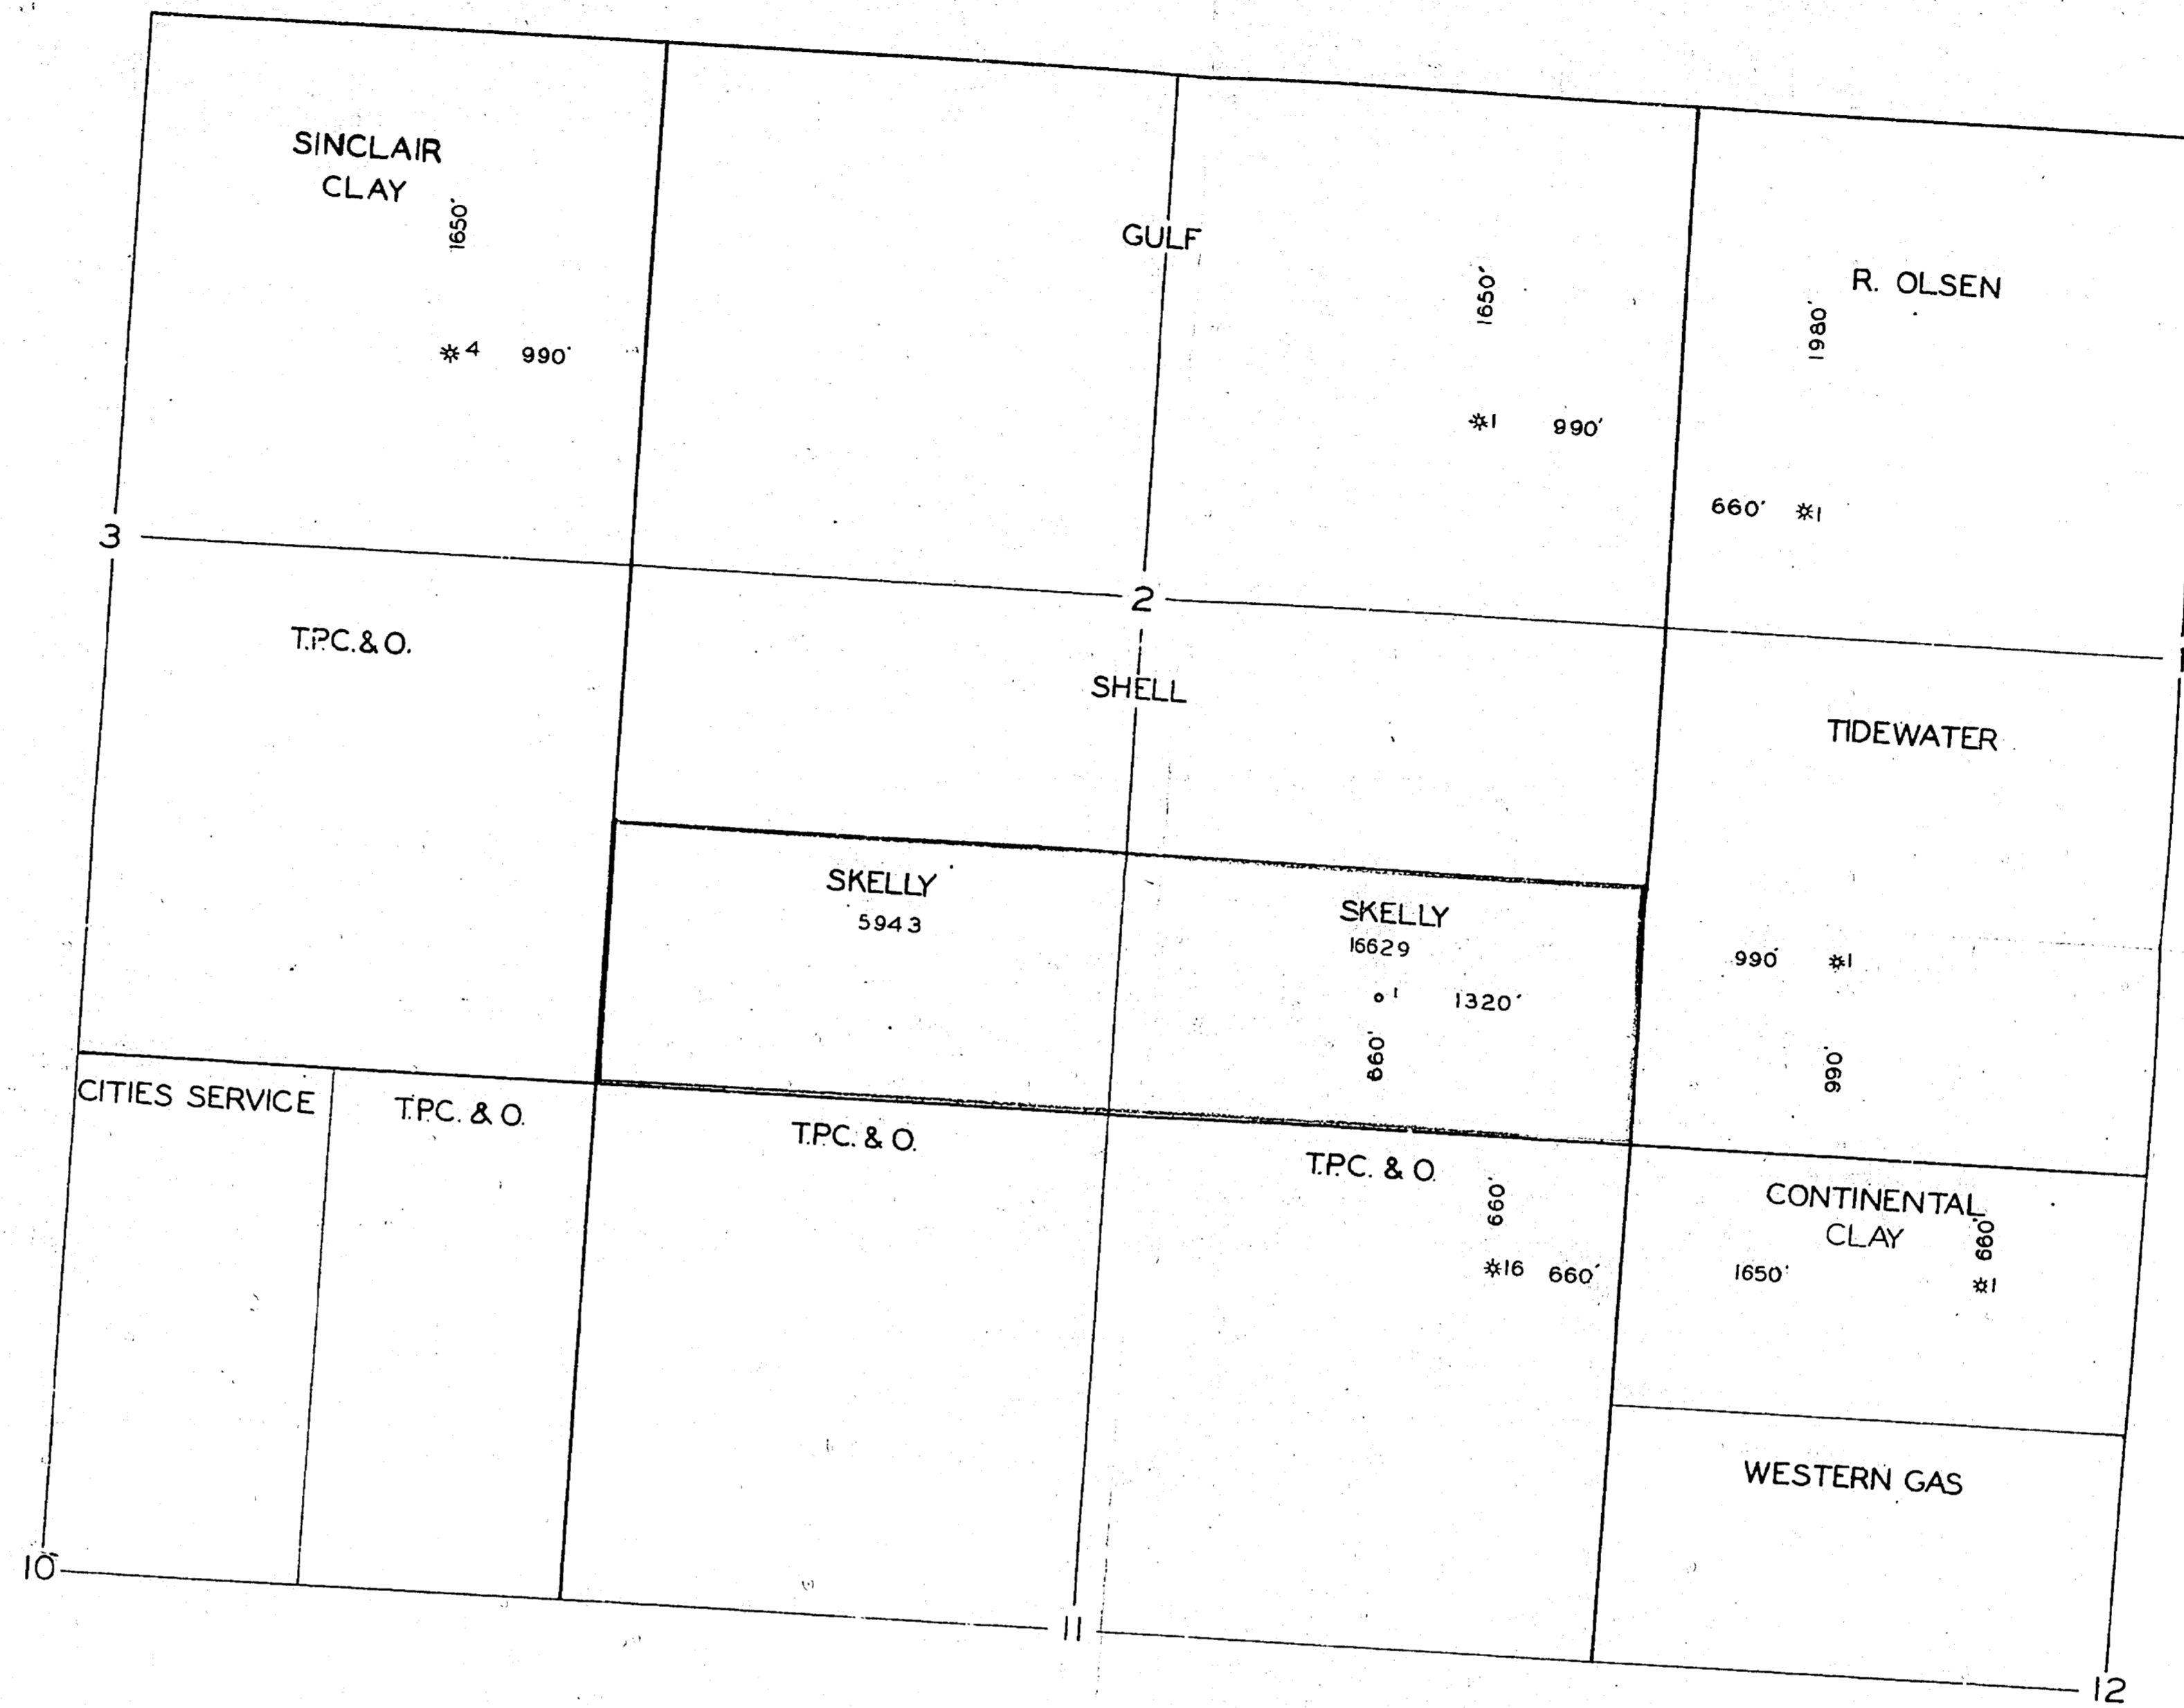 SINCLAIR
CLAY
1650'
4 990'
GULF
1650'
1 990'
R. OLSEN
1980'
660' 1
3
2
1
T.P.C. & O.
SHELL
TIDEWATER
SKELLY
5943
SKELLY
16629
1 1320'
660'
990' 1
990'
CITIES SERVICE
T.P.C. & O.
T.P.C. & O.
T.P.C. & O.
660'
16 660'
CONTINENTAL
CLAY
660'
1650'
1
WESTERN GAS
10
11
12